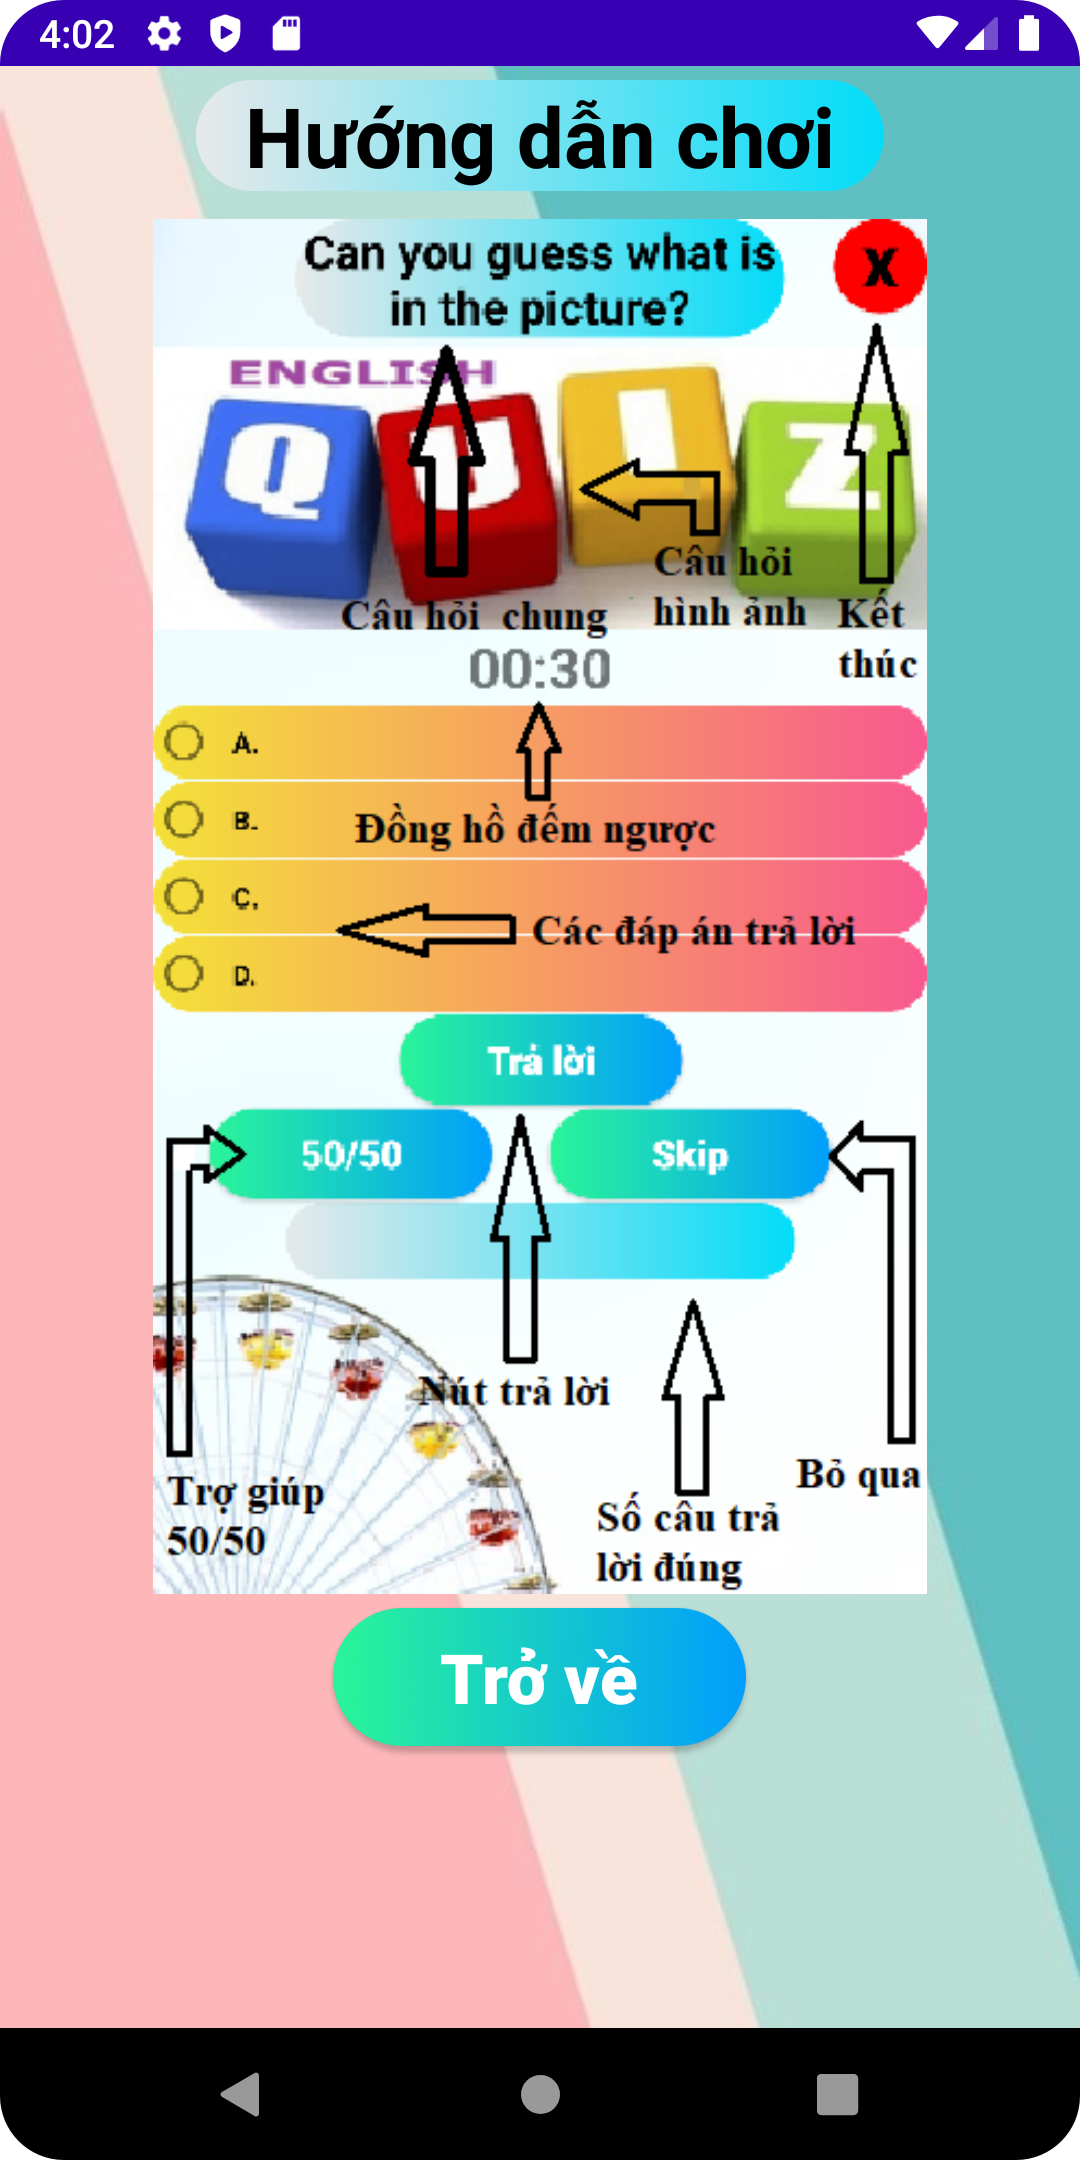 4:02
Hướng dẫn chơi
Can you guess what is
in the picture?
X
ENGLISH
QUIZ
Câu hỏi chung
Câu hỏi
hình ảnh
Kết
thúc
00:30
A.
B.
Đồng hồ đếm ngược
C.
Các đáp án trả lời
D.
Trả lời
50/50
Skip
Nút trả lời
Trợ giúp
50/50
Số câu trả
lời đúng
Bỏ qua
Trở về